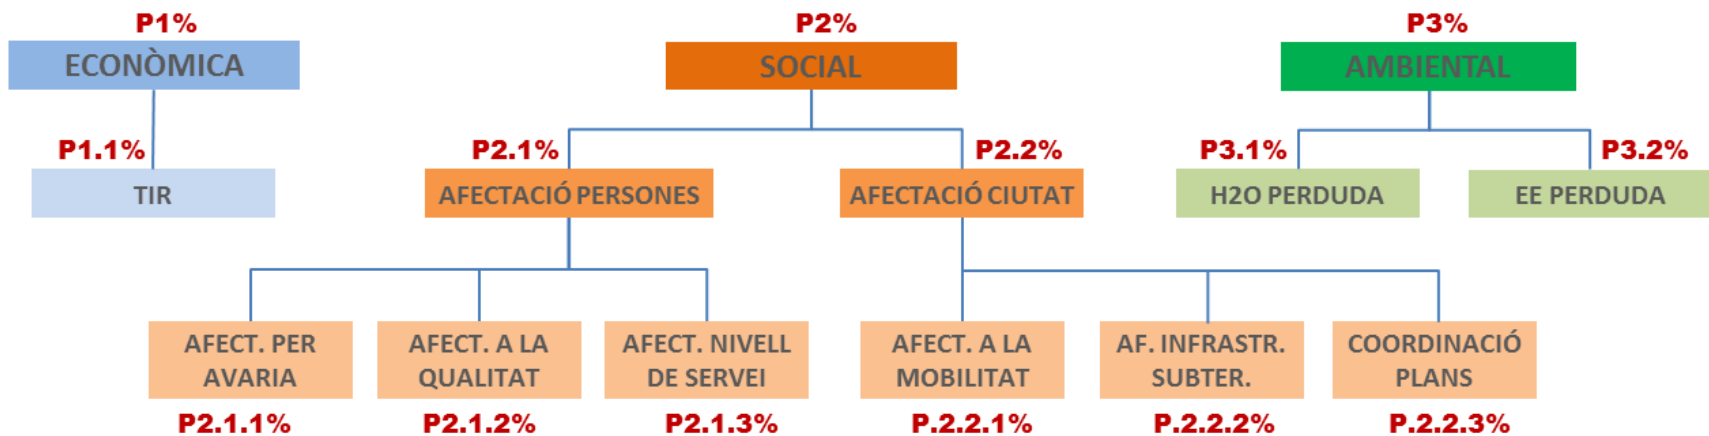 P1%
P2%
P3%
ECONÒMICA
SOCIAL
AMBIENTAL
P1.1%
P2.1%
P2.2%
P3.1%
P3.2%
TIR
AFECTACIÓ PERSONES
AFECTACIÓ CIUTAT
H2O PERDUDA
EE PERDUDA
AFECT. PER
AVARIA
AFECT. A LA
QUALITAT
AFECT. NIVELL
DE SERVEI
AFECT. A LA
MOBILITAT
AF. INFRASTR.
SUBTER.
COORDINACIÓ
PLANS
P2.1.1%
P2.1.2%
P2.1.3%
P.2.2.1%
P.2.2.2%
P.2.2.3%